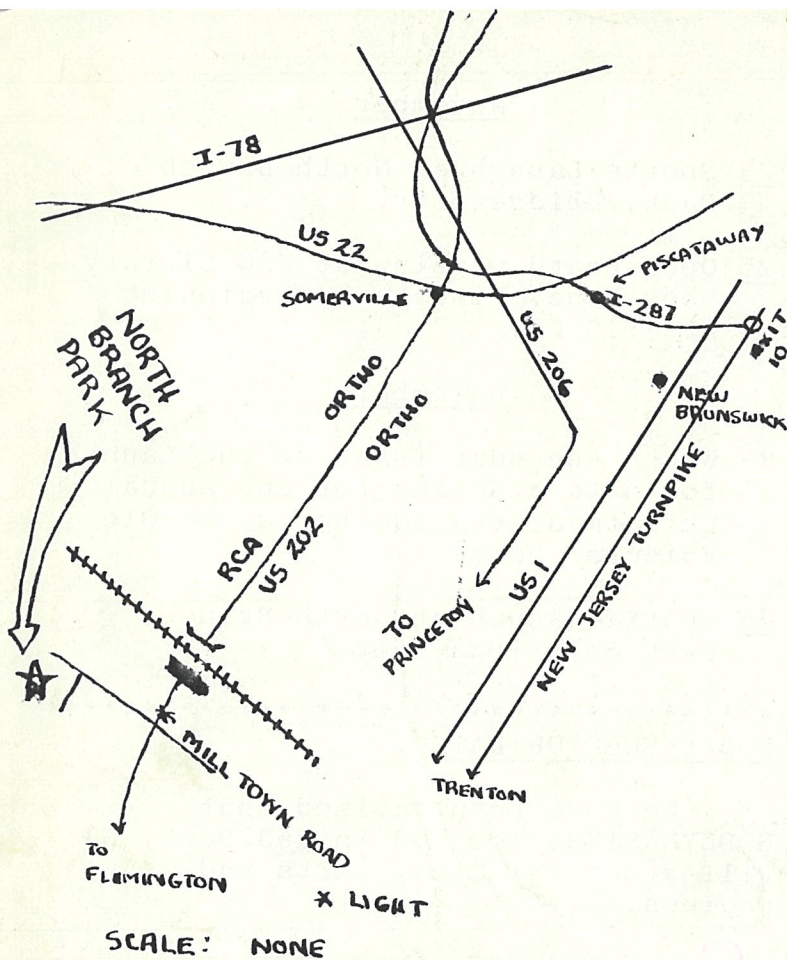 I-78
US 22
PISCATAWAY
I-287
SOMERVILLE
EXIT
10
US 206
NORTH
BRANCH
PARK
ORTHO
ORTHO
NEW
BRUNSWICK
RCA
US 202
TO
PRINCETON
US 1
NEW JERSEY TURNPIKE
MILL TOWN ROAD
TRENTON
TO
FLEMINGTON
* LIGHT
SCALE: NONE